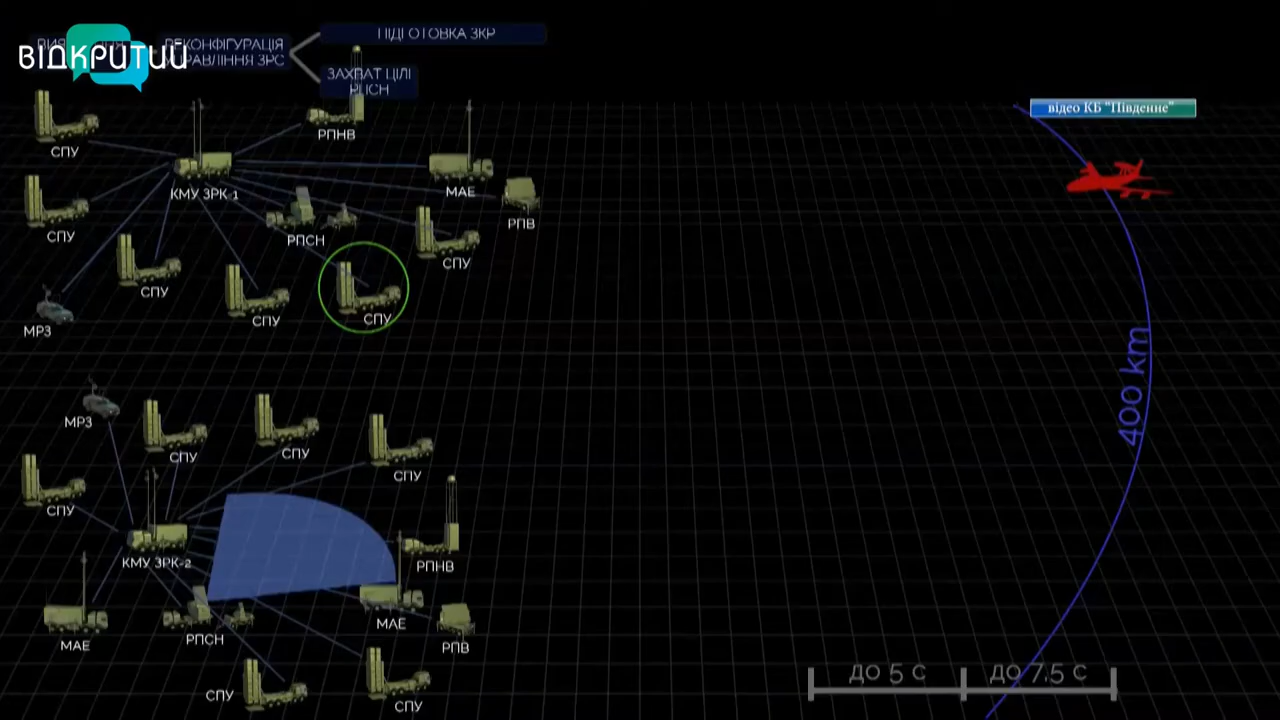 ВІДКРИТИЙ
РЕКОНФІГУРАЦІЯ
УПРАВЛІННЯ ЗРС
ПІДГОТОВКА ЗКР
ЗАХВАТ ЦІЛІ
РПСН
відео КБ "Південне"
СПУ
РПНВ
КМУ ЗРК-1
МАЕ
РПВ
СПУ
РПСН
СПУ
СПУ
СПУ
СПУ
МРЗ
400 km
МРЗ
СПУ
СПУ
СПУ
СПУ
КМУ ЗРК-2
РПНВ
МАЕ
РПСН
МАЕ
РПВ
СПУ
СПУ
ДО 5 С
ДО 7,5 С